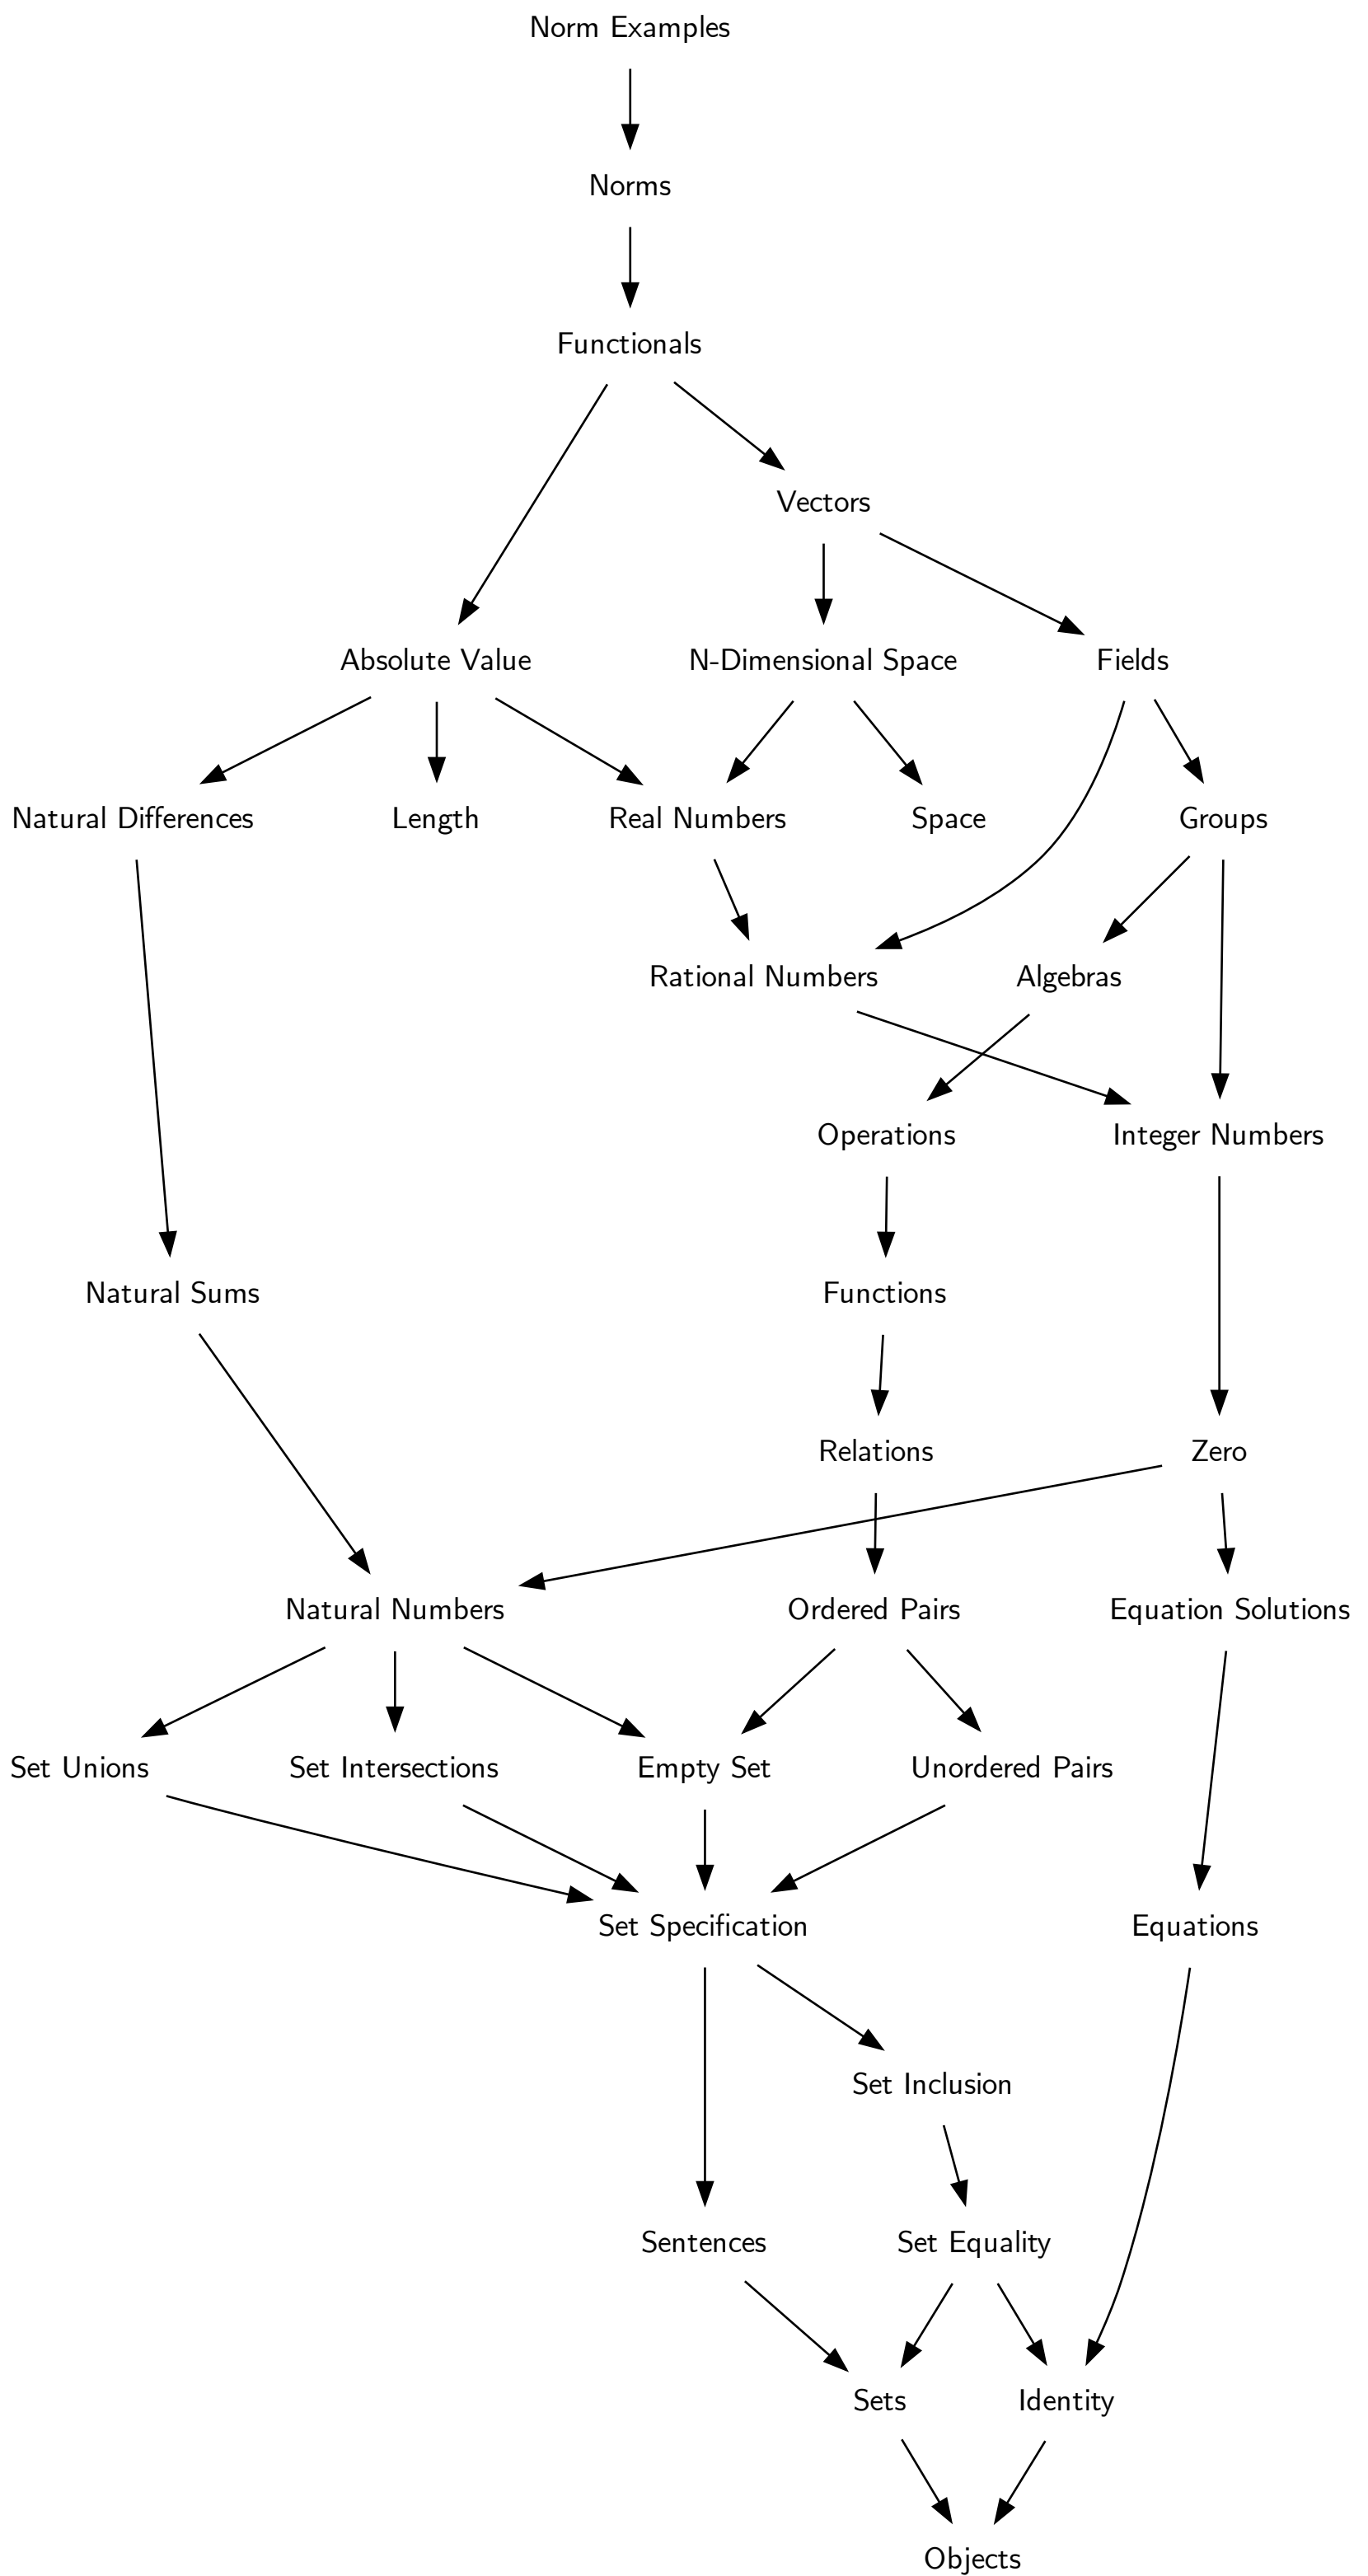 Norm Examples
Norms
Functionals
Vectors
Absolute Value
N-Dimensional Space
Fields
Natural Differences
Length
Real Numbers
Space
Groups
Rational Numbers
Algebras
Operations
Integer Numbers
Natural Sums
Functions
Relations
Zero
Natural Numbers
Ordered Pairs
Equation Solutions
Set Unions
Set Intersections
Empty Set
Unordered Pairs
Set Specification
Equations
Set Inclusion
Sentences
Set Equality
Sets
Identity
Objects